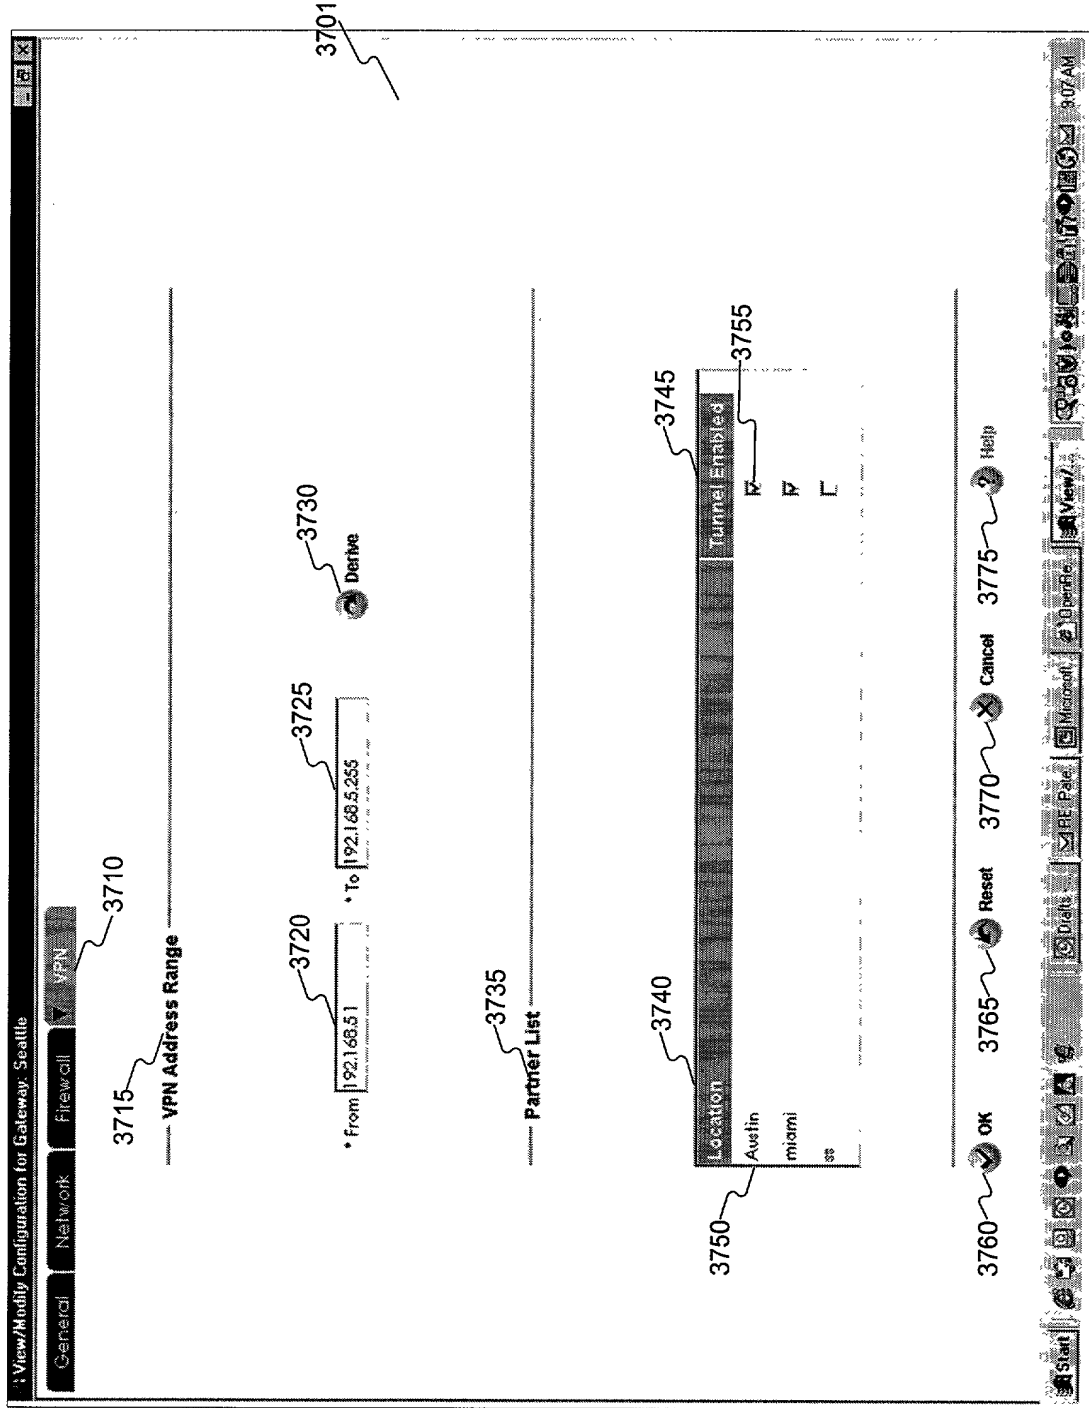 View/Modify Configuration for Gateway: Seattle
General Network Firewall VPN
3710
3701
3715
VPN Address Range
3720
3725
3730
* From 192.168.5.1
* To 192.168.5.255
Derive
3735
Partner List
3740
3745
Location
Tunnel Enabled
3750
3755
Austin
miami
ss
3760 OK
3765 Reset
3770 Cancel
3775 Help
Start
Drafts -
P.E. Pate
Microsoft
OpenRe...
View/...
9:07 AM